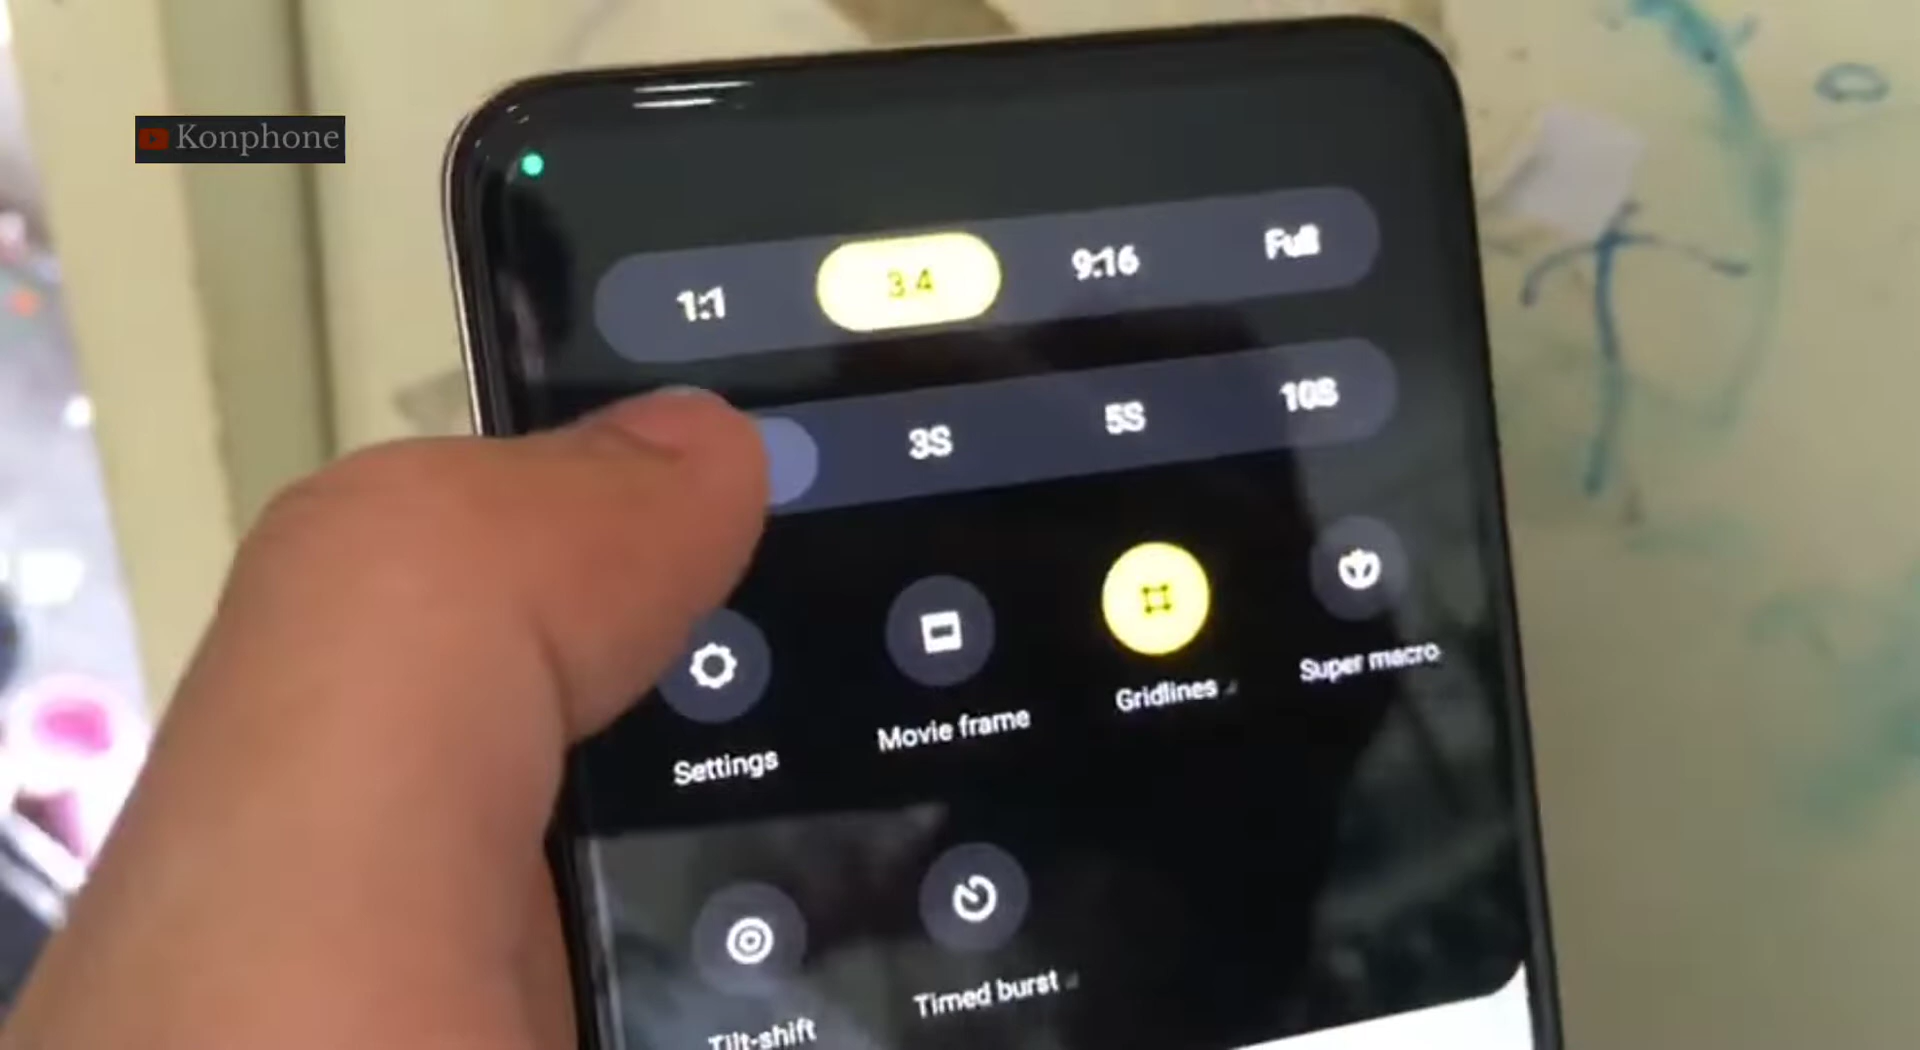 Konphone
1:1 3:4 9:16 Full
3S 5S 10S
Settings Movie frame Gridlines Super macro
Tilt-shift Timed burst